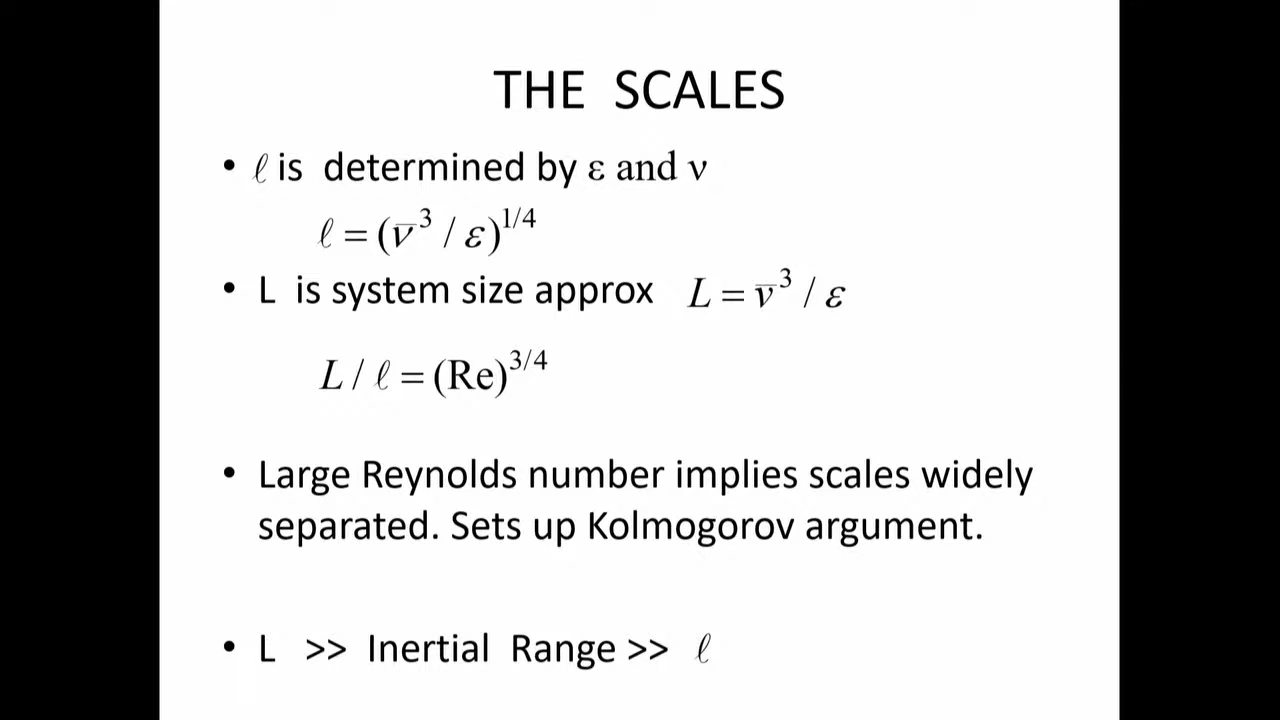 THE SCALES
• ℓ is determined by ε and ν
ℓ = (ν̅³ / ε)^{1/4}
• L is system size approx L = v̅³ / ε
L / ℓ = (Re)^{3/4}
• Large Reynolds number implies scales widely
separated. Sets up Kolmogorov argument.
• L >> Inertial Range >> ℓ